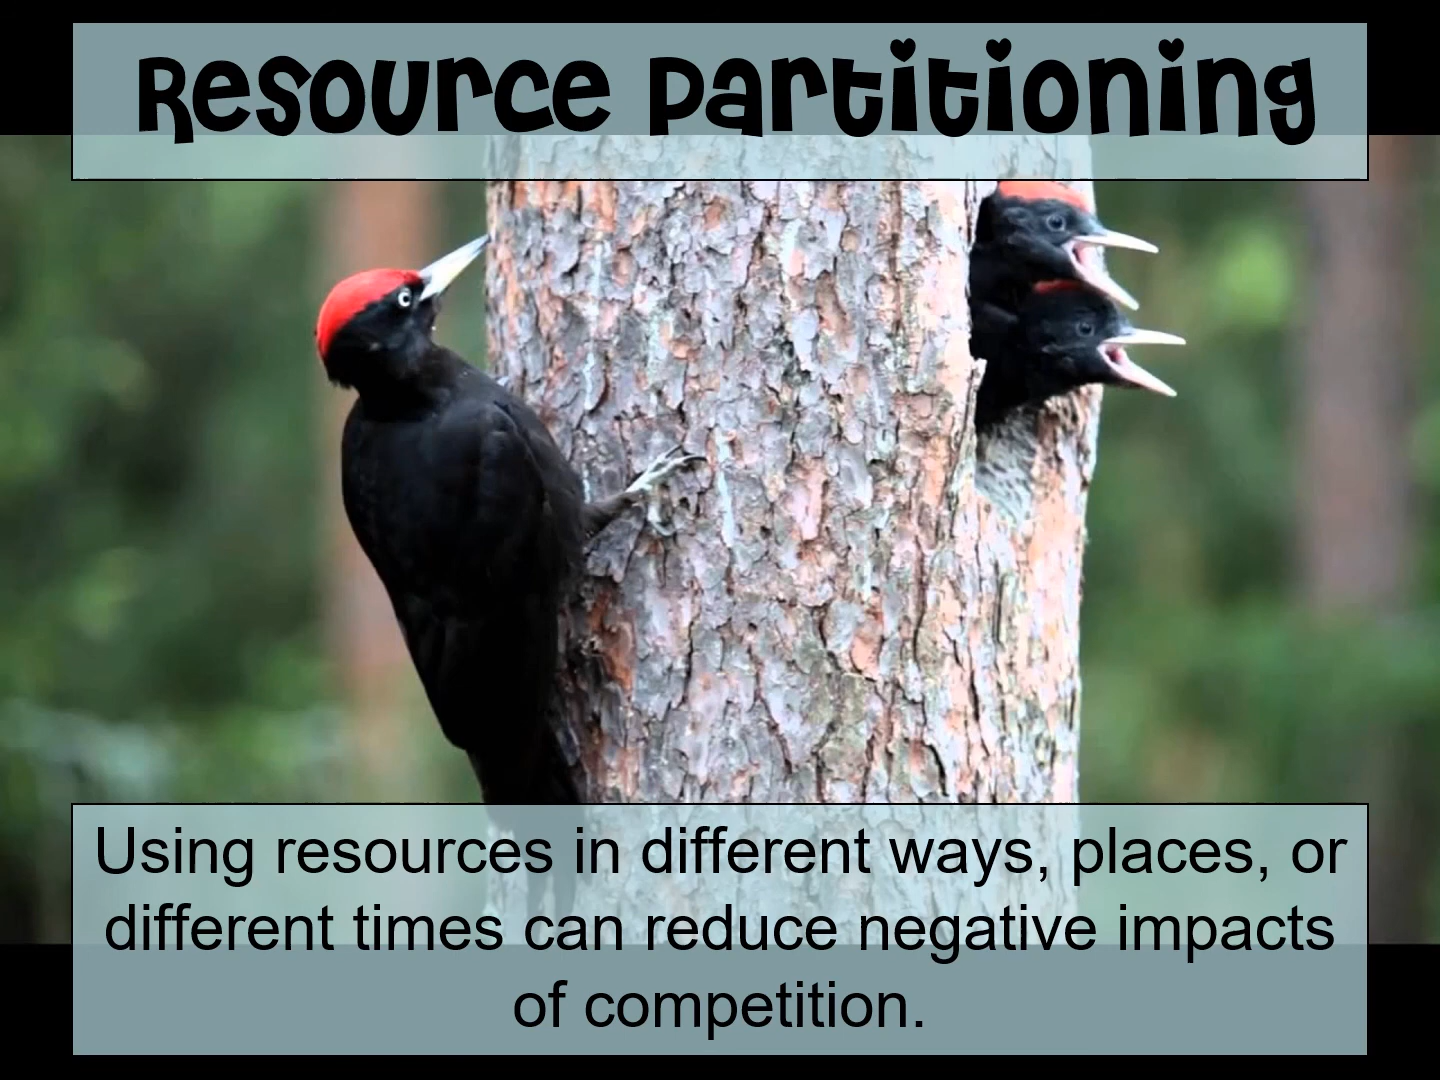 Resource Partitioning
Using resources in different ways, places, or
different times can reduce negative impacts
of competition.